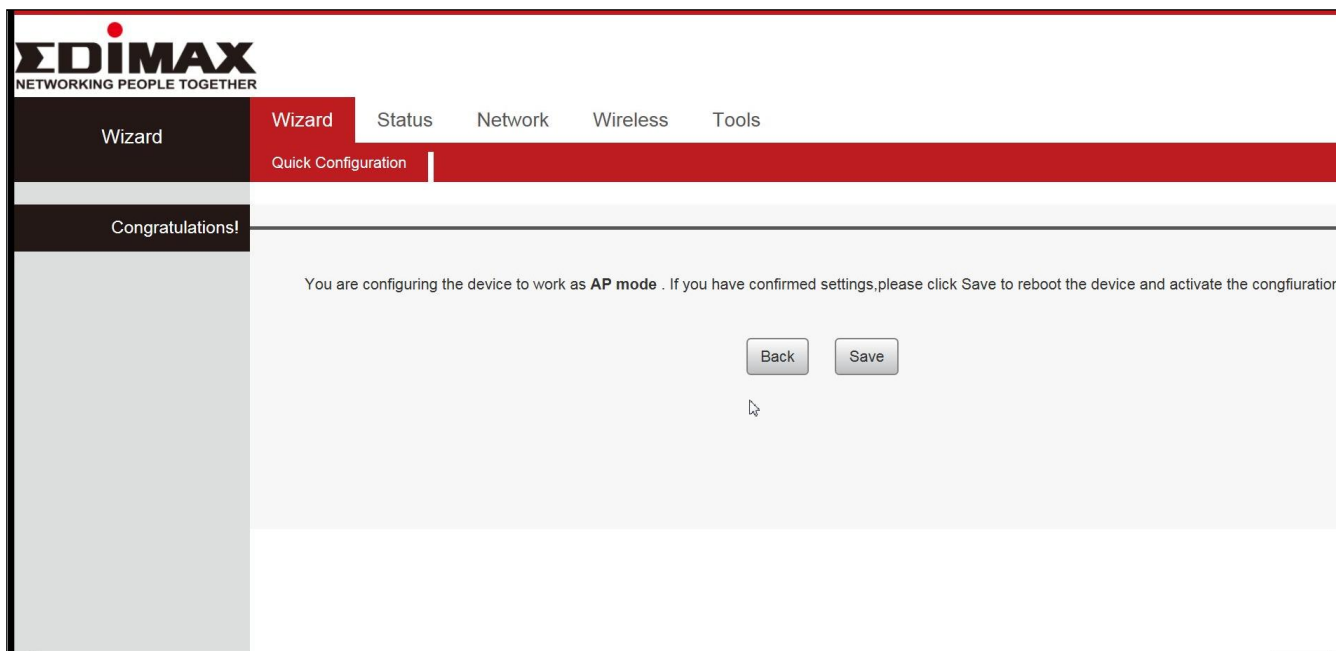 EDIMAX
NETWORKING PEOPLE TOGETHER
Wizard
Wizard Status Network Wireless Tools
Quick Configuration
Congratulations!
You are configuring the device to work as AP mode . If you have confirmed settings,please click Save to reboot the device and activate the congfiuration
Back Save